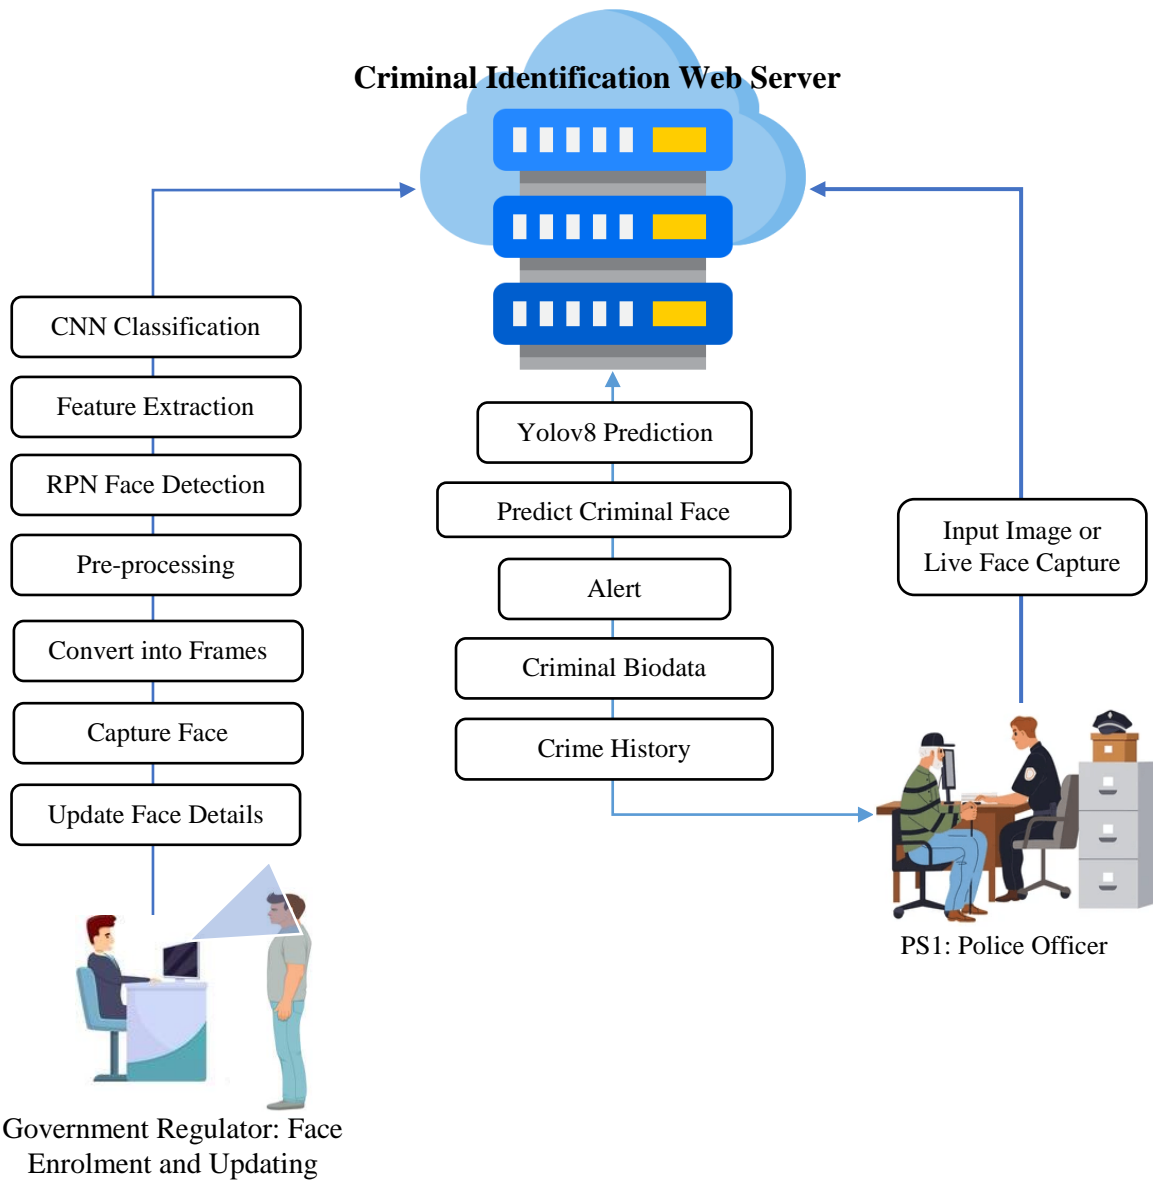 Criminal Identification Web Server
CNN Classification
Feature Extraction
RPN Face Detection
Pre-processing
Convert into Frames
Capture Face
Update Face Details
Government Regulator: Face
Enrolment and Updating
Yolov8 Prediction
Predict Criminal Face
Alert
Criminal Biodata
Crime History
Input Image or
Live Face Capture
PS1: Police Officer